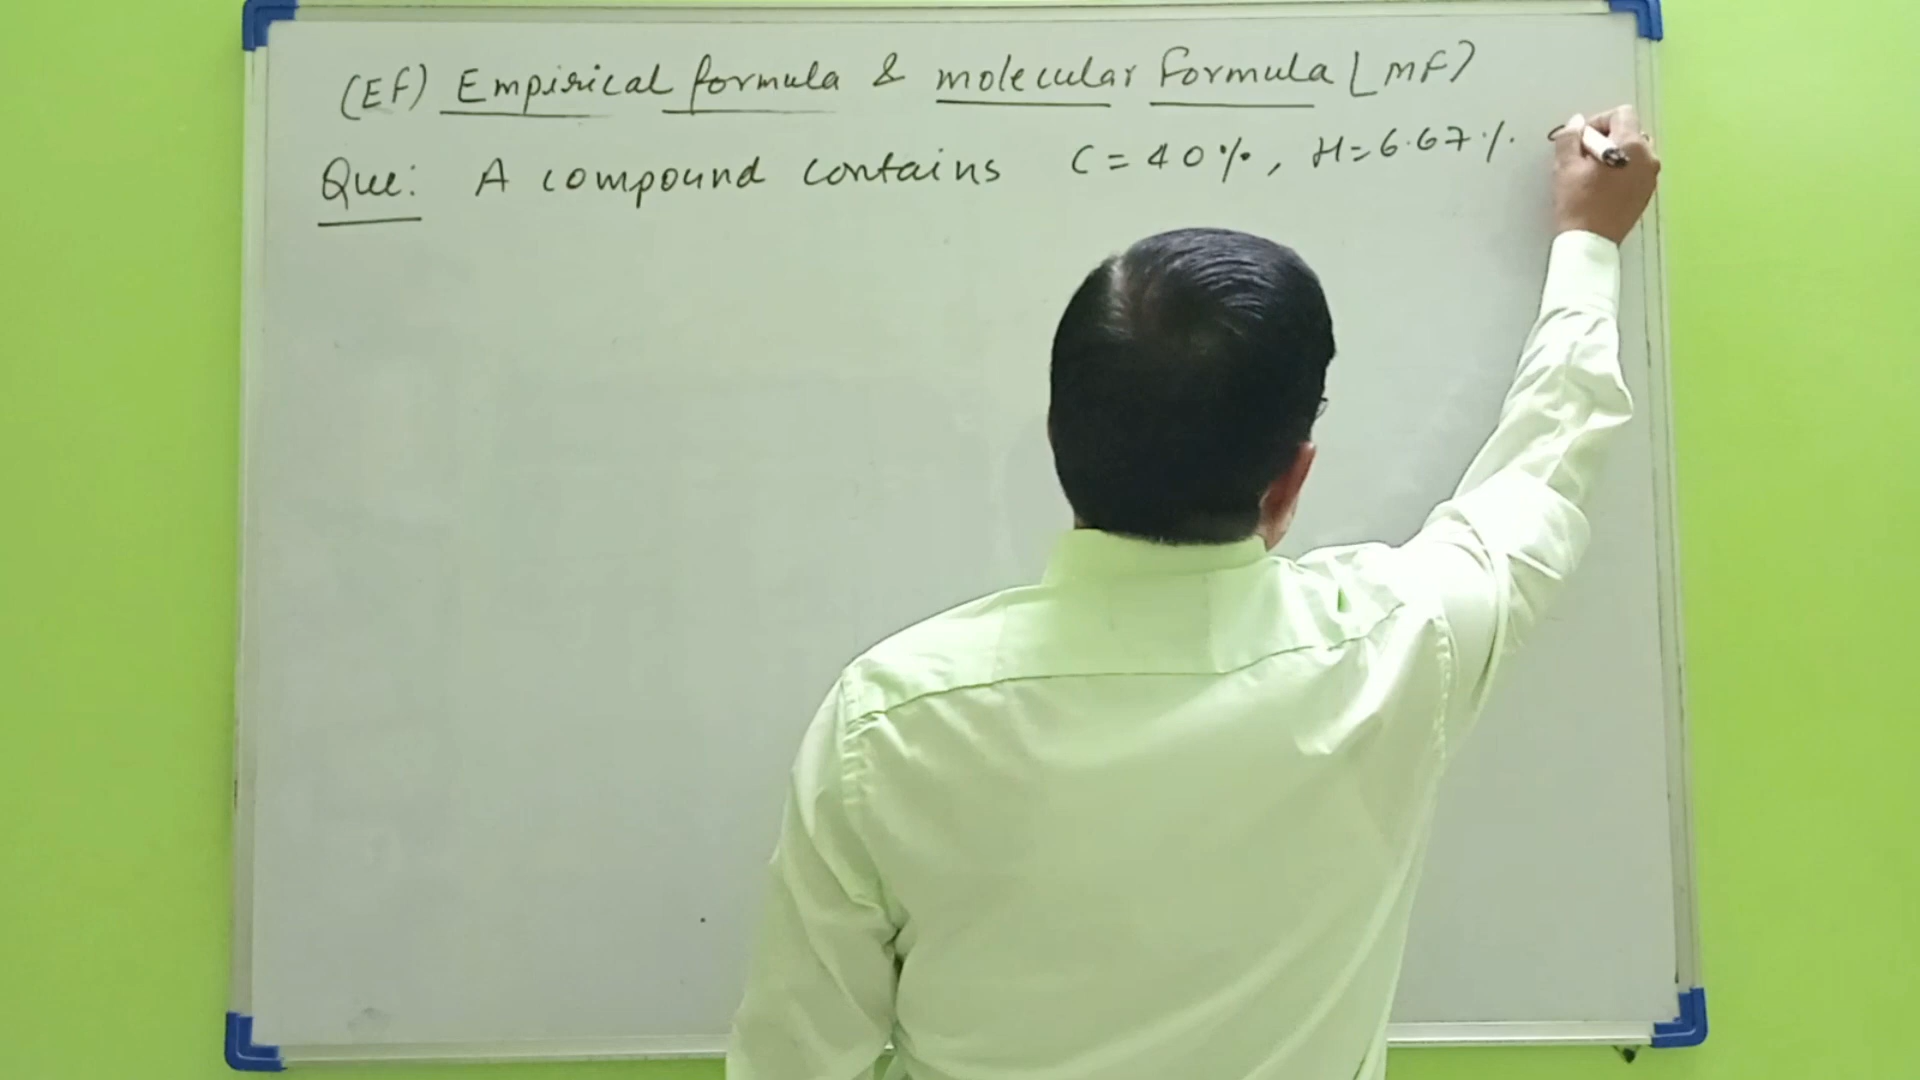 (EF) Empirical formula & molecular formula (MF)
Que: A compound contains C = 40%, H = 6.67%